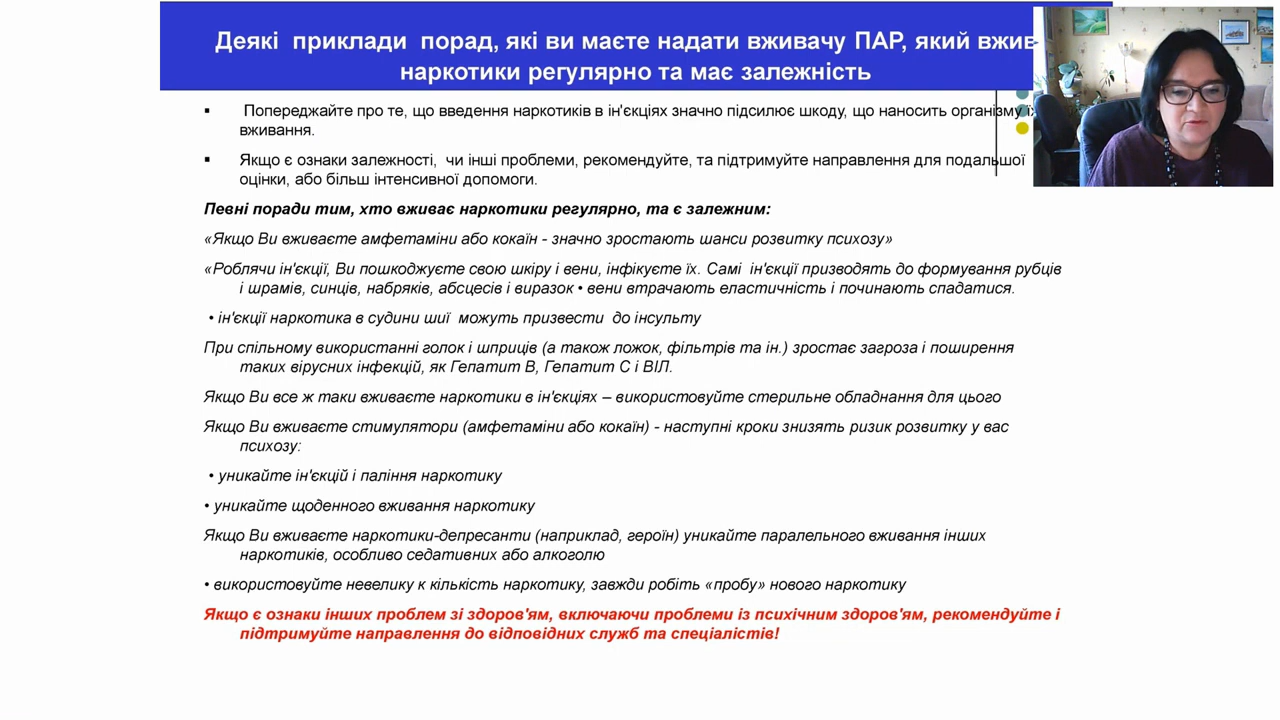 Деякі приклади порад, які ви маєте надати вживачу ПАР, який вжив
наркотики регулярно та має залежність
▪ Попереджайте про те, що введення наркотиків в ін'єкціях значно підсилює шкоду, що наносить організму їх
вживання.
▪ Якщо є ознаки залежності, чи інші проблеми, рекомендуйте, та підтримуйте направлення для подальшої
оцінки, або більш інтенсивної допомоги.
Певні поради тим, хто вживає наркотики регулярно, та є залежним:
«Якщо Ви вживаєте амфетаміни або кокаїн - значно зростають шанси розвитку психозу»
«Роблячи ін'єкції, Ви пошкоджуєте свою шкіру і вени, інфікуєте їх. Самі ін'єкції призводять до формування рубців
і шрамів, синців, набряків, абсцесів і виразок • вени втрачають еластичність і починають спадатися.
• ін'єкції наркотика в судини шиї можуть призвести до інсульту
При спільному використанні голок і шприців (а також ложок, фільтрів та ін.) зростає загроза і поширення
таких вірусних інфекцій, як Гепатит В, Гепатит С і ВІЛ.
Якщо Ви все ж таки вживаєте наркотики в ін'єкціях – використовуйте стерильне обладнання для цього
Якщо Ви вживаєте стимулятори (амфетаміни або кокаїн) - наступні кроки знизять ризик розвитку у вас
психозу:
• уникайте ін'єкцій і паління наркотику
• уникайте щоденного вживання наркотику
Якщо Ви вживаєте наркотики-депресанти (наприклад, героїн) уникайте паралельного вживання інших
наркотиків, особливо седативних або алкоголю
• використовуйте невелику к кількість наркотику, завжди робіть «пробу» нового наркотику
Якщо є ознаки інших проблем зі здоров'ям, включаючи проблеми із психічним здоров'ям, рекомендуйте і
підтримуйте направлення до відповідних служб та спеціалістів!